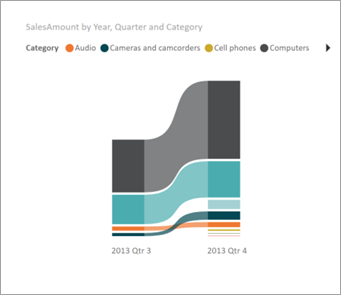 SalesAmount by Year, Quarter and Category
Category Audio Cameras and camcorders Cell phones Computers
2013 Qtr 3 2013 Qtr 4